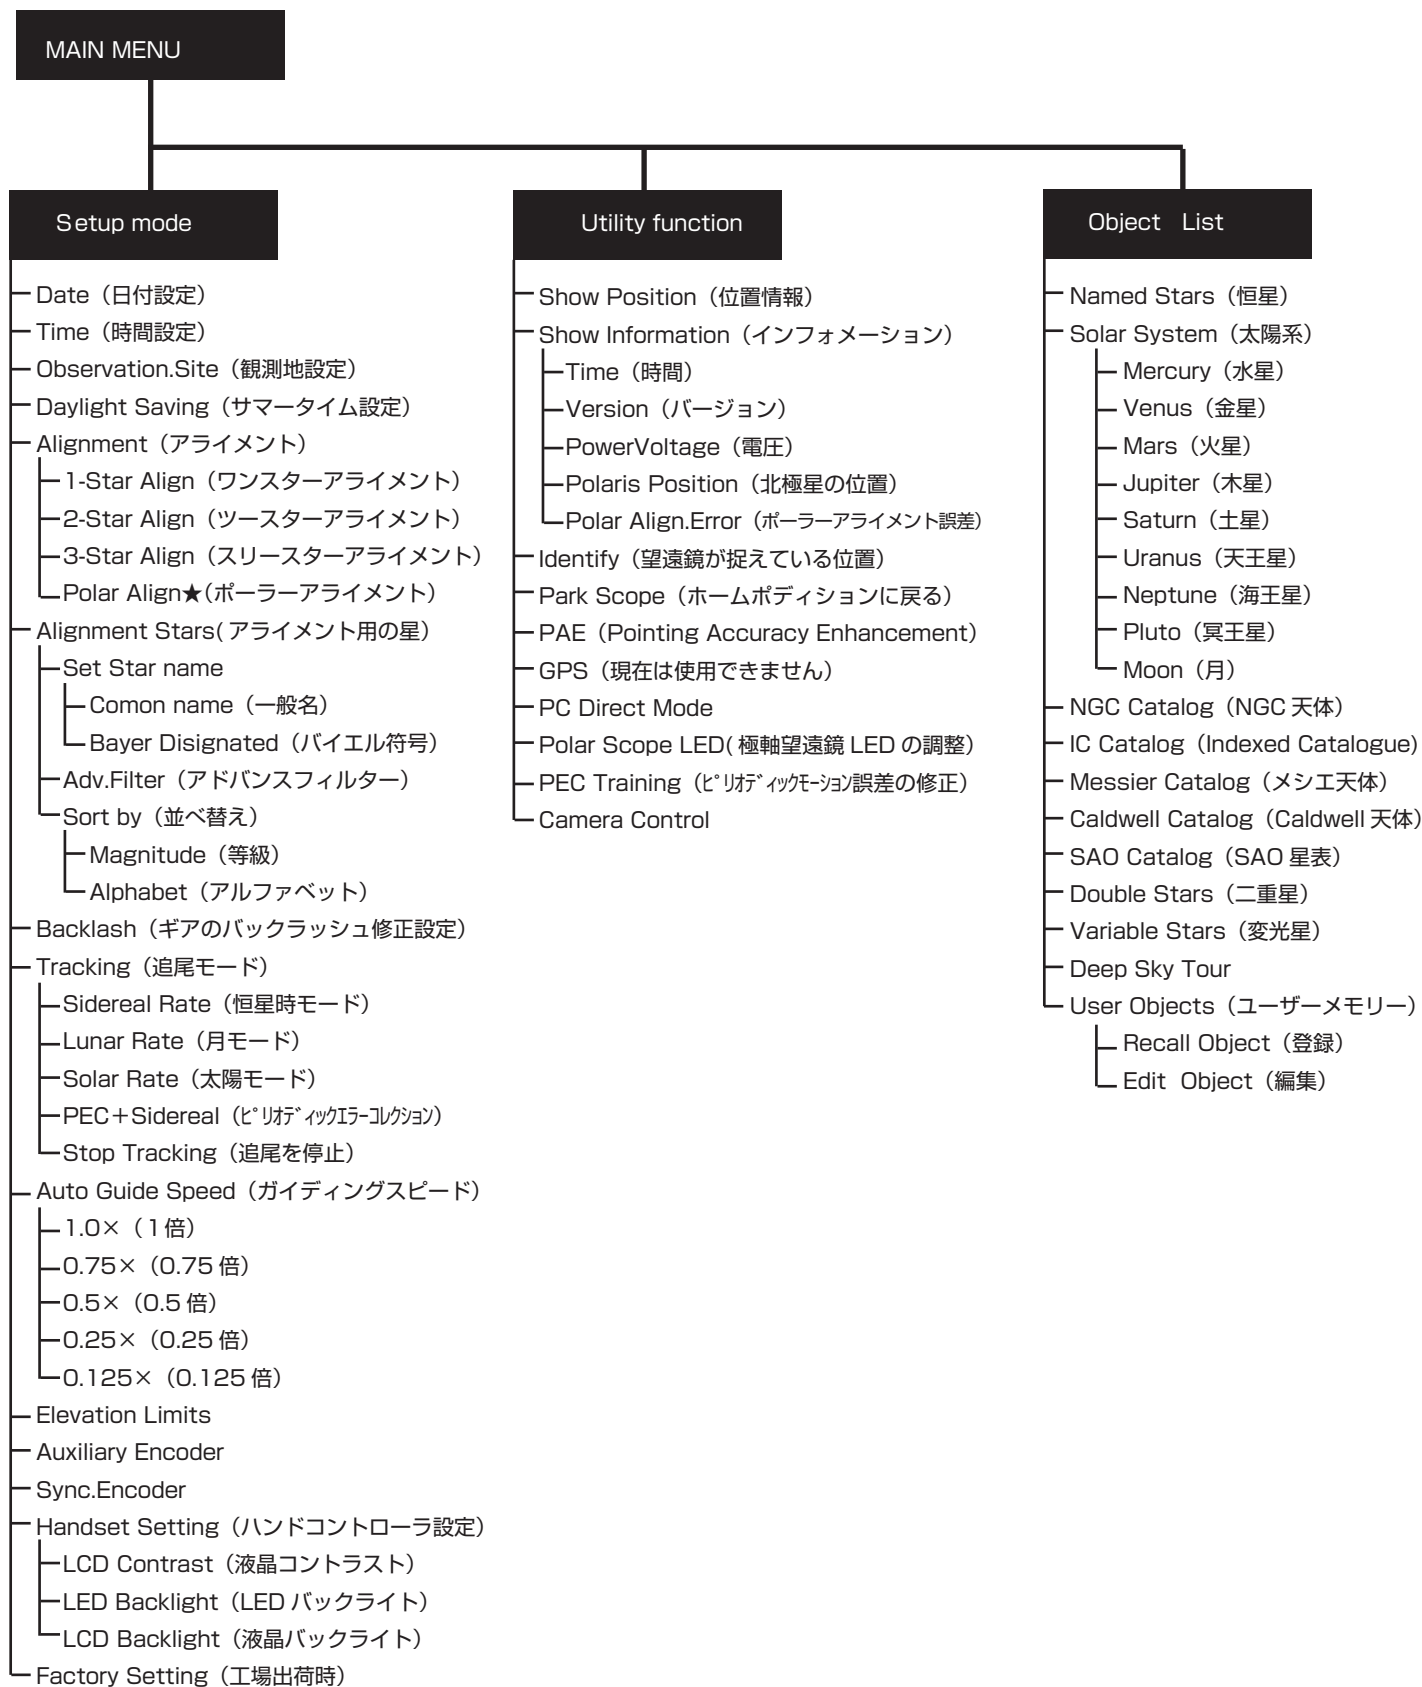 MAIN MENU
Setup mode
Date（日付設定）
Time（時間設定）
Observation.Site（観測地設定）
Daylight Saving（サマータイム設定）
Alignment（アライメント）
1-Star Align（ワンスターアライメント）
2-Star Align（ツースターアライメント）
3-Star Align（スリースターアライメント）
Polar Align★(ポーラーアライメント）
Alignment Stars( アライメント用の星）
Set Star name
Comon name（一般名）
Bayer Disignated（バイエル符号）
Adv.Filter（アドバンスフィルター）
Sort by（並べ替え）
Magnitude（等級）
Alphabet（アルファベット）
Backlash（ギアのバックラッシュ修正設定）
Tracking（追尾モード）
Sidereal Rate（恒星時モード）
Lunar Rate（月モード）
Solar Rate（太陽モード）
PEC＋Sidereal（ﾋﾟﾘｵﾃﾞｨｯｸｴﾗｰｺﾚｸｼｮﾝ）
Stop Tracking（追尾を停止）
Auto Guide Speed（ガイディングスピード）
1.0×（1 倍）
0.75×（0.75 倍）
0.5×（0.5 倍）
0.25×（0.25 倍）
0.125×（0.125 倍）
Elevation Limits
Auxiliary Encoder
Sync.Encoder
Handset Setting（ハンドコントローラ設定）
LCD Contrast（液晶コントラスト）
LED Backlight（LED バックライト）
LCD Backlight（液晶バックライト）
Factory Setting（工場出荷時）
Utility function
Show Position（位置情報）
Show Information（インフォメーション）
Time（時間）
Version（バージョン）
PowerVoltage（電圧）
Polaris Position（北極星の位置）
Polar Align.Error（ポーラーアライメント誤差）
Identify（望遠鏡が捉えている位置）
Park Scope（ホームポディションに戻る）
PAE（Pointing Accuracy Enhancement）
GPS（現在は使用できません）
PC Direct Mode
Polar Scope LED( 極軸望遠鏡 LED の調整）
PEC Training（ﾋﾟﾘｵﾃﾞｨｯｸﾓｰｼｮﾝ誤差の修正）
Camera Control
Object　List
Named Stars（恒星）
Solar System（太陽系）
Mercury（水星）
Venus（金星）
Mars（火星）
Jupiter（木星）
Saturn（土星）
Uranus（天王星）
Neptune（海王星）
Pluto（冥王星）
Moon（月）
NGC Catalog（NGC 天体）
IC Catalog（Indexed Catalogue)
Messier Catalog（メシエ天体）
Caldwell Catalog（Caldwell 天体）
SAO Catalog（SAO 星表）
Double Stars（二重星）
Variable Stars（変光星）
Deep Sky Tour
User Objects（ユーザーメモリー）
Recall Object（登録）
Edit Object（編集）